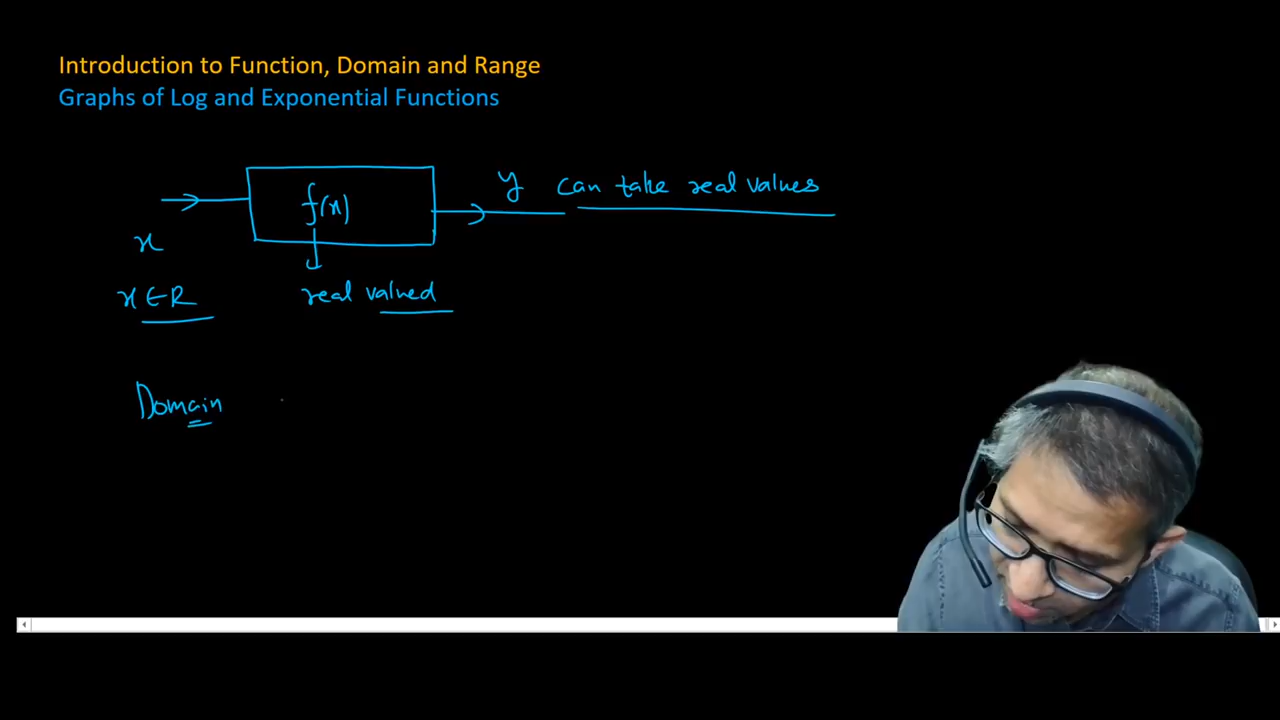 Introduction to Function, Domain and Range
Graphs of Log and Exponential Functions
f(x)
y can take real values
x
x ∈ R
real valued
Domain